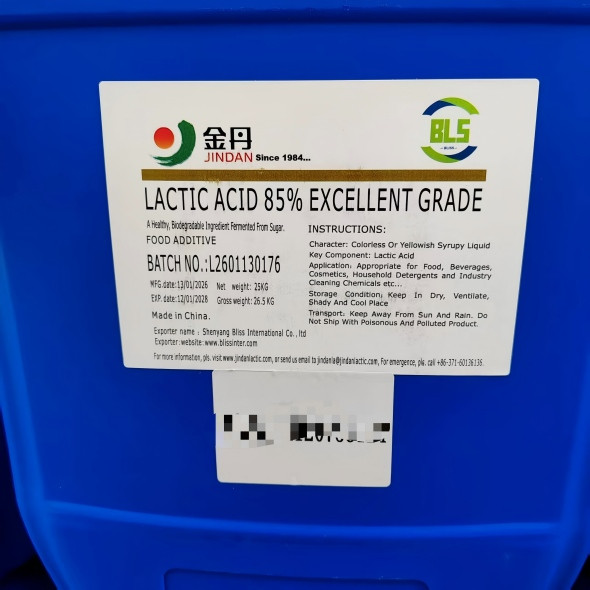 金丹
JINDAN Since 1984...
BLS
- BLISS -
LACTIC ACID 85% EXCELLENT GRADE
A Healthy, Biodegradable Ingredient Fermented From Sugar.
FOOD ADDITIVE
BATCH NO.:L2601130176
MFG.date:13/01/2026 Net weight: 25KG
EXP. date:12/01/2028 Gross weight: 26.5 KG
Made in China.
Exporter name : Shenyang Bliss International Co., ltd
Exporter: website:www.blissinter.com
INSTRUCTIONS:
Character: Colorless Or Yellowish Syrupy Liquid
Key Component: Lactic Acid
Application: Appropriate for Food, Beverages,
Cosmetics, Household Detergents and Industry
Cleaning Chemicals etc...
Storage Condition: Keep In Dry, Ventilate,
Shady And Cool Place
Transport: Keep Away From Sun And Rain. Do
Not Ship With Poisonous And Polluted Product.
For more information, pls. visit www.jindanlactic.com, or send us email to jindanla@jindanlactic.com, For emergence, pls. call +86-371-60136136.